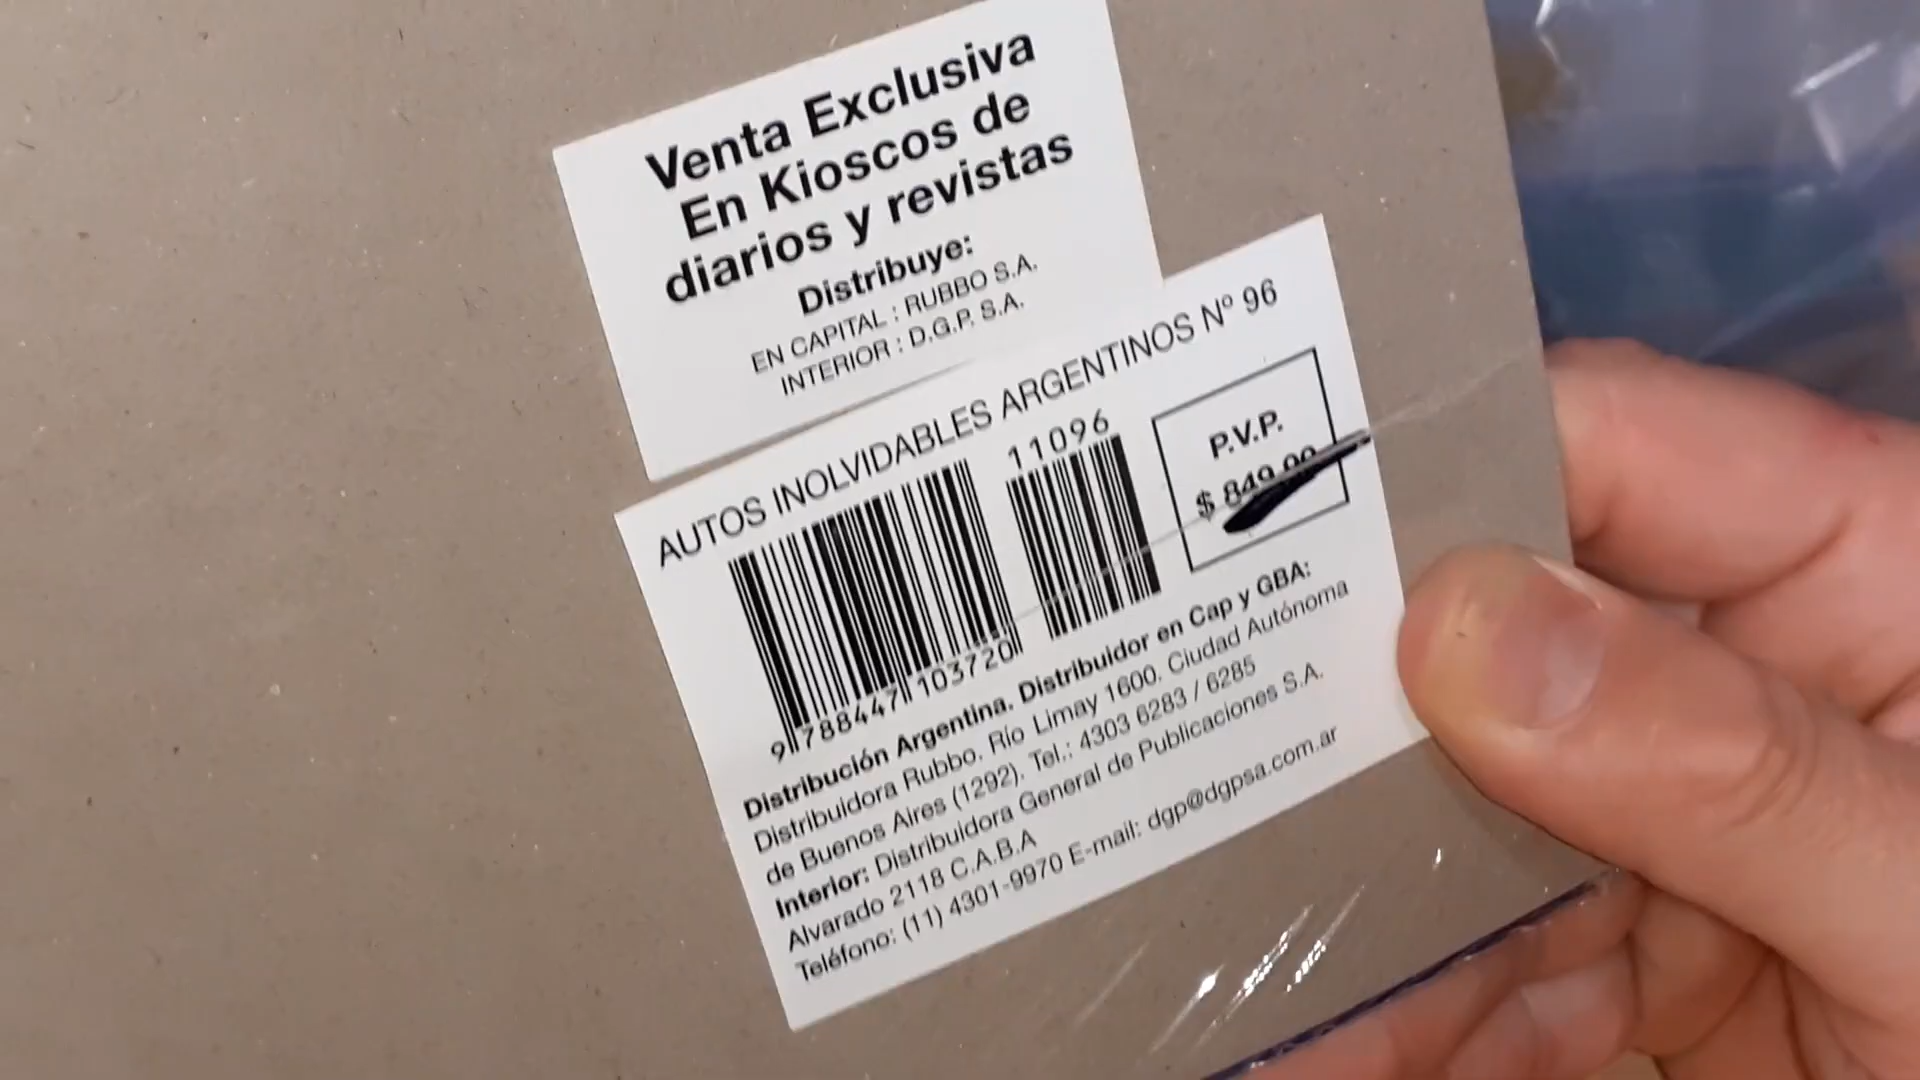 Venta Exclusiva
En Kioscos de
diarios y revistas
Distribuye:
EN CAPITAL : RUBBO S.A.
INTERIOR : D.G.P. S.A.
AUTOS INOLVIDABLES ARGENTINOS Nº 96
11096
P.V.P.
$ 849,90
9 788447 103720
Distribución Argentina. Distribuidor en Cap y GBA:
Distribuidora Rubbo. Río Limay 1600. Ciudad Autónoma
de Buenos Aires (1292). Tel.: 4303 6283 / 6285
Interior: Distribuidora General de Publicaciones S.A.
Alvarado 2118 C.A.B.A
Teléfono: (11) 4301-9970 E-mail: dgp@dgpsa.com.ar